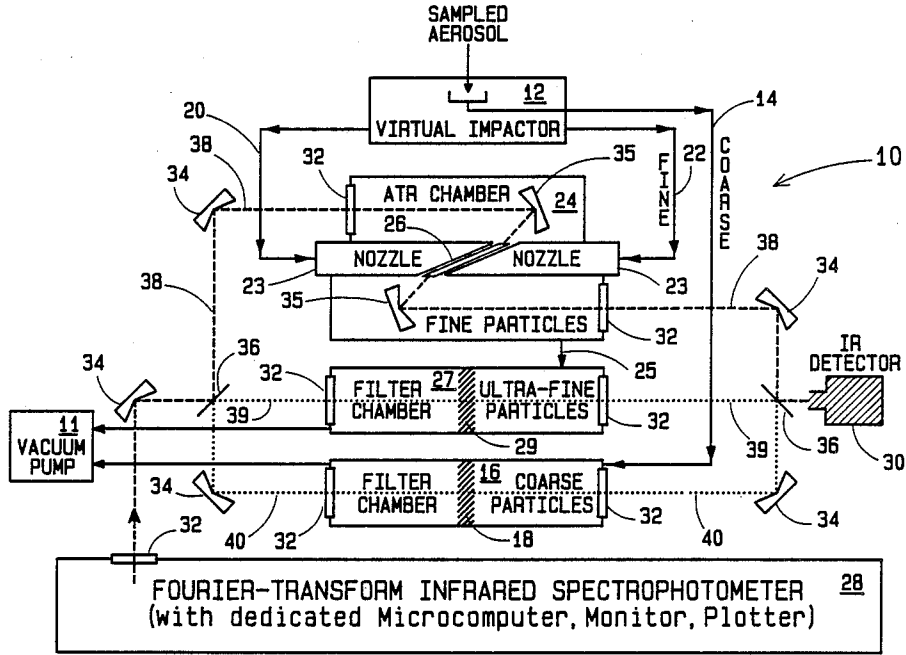 SAMPLED
AEROSOL
12
VIRTUAL IMPACTOR
20
14
38
32
34
35
22
10
FINE
COARSE
ATR CHAMBER
24
26
NOZZLE
NOZZLE
23
23
38
35
38
34
FINE PARTICLES
32
IR
DETECTOR
34
36
32
25
FILTER
CHAMBER
27
ULTRA-FINE
PARTICLES
39
29
32
39
36
30
11
VACUUM
PUMP
34
FILTER
CHAMBER
16
COARSE
PARTICLES
40
32
18
32
40
34
32
FOURIER-TRANSFORM INFRARED SPECTROPHOTOMETER
28
(with dedicated Microcomputer, Monitor, Plotter)